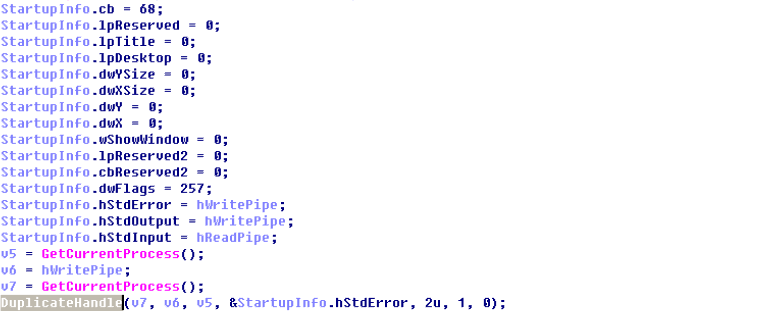 StartupInfo.cb = 68;
StartupInfo.lpReserved = 0;
StartupInfo.lpTitle = 0;
StartupInfo.lpDesktop = 0;
StartupInfo.dwYSize = 0;
StartupInfo.dwXSize = 0;
StartupInfo.dwY = 0;
StartupInfo.dwX = 0;
StartupInfo.wShowWindow = 0;
StartupInfo.lpReserved2 = 0;
StartupInfo.cbReserved2 = 0;
StartupInfo.dwFlags = 257;
StartupInfo.hStdError = hWritePipe;
StartupInfo.hStdOutput = hWritePipe;
StartupInfo.hStdInput = hReadPipe;
v5 = GetCurrentProcess();
v6 = hWritePipe;
v7 = GetCurrentProcess();
DuplicateHandle(v7, v6, v5, &StartupInfo.hStdError, 2u, 1, 0);